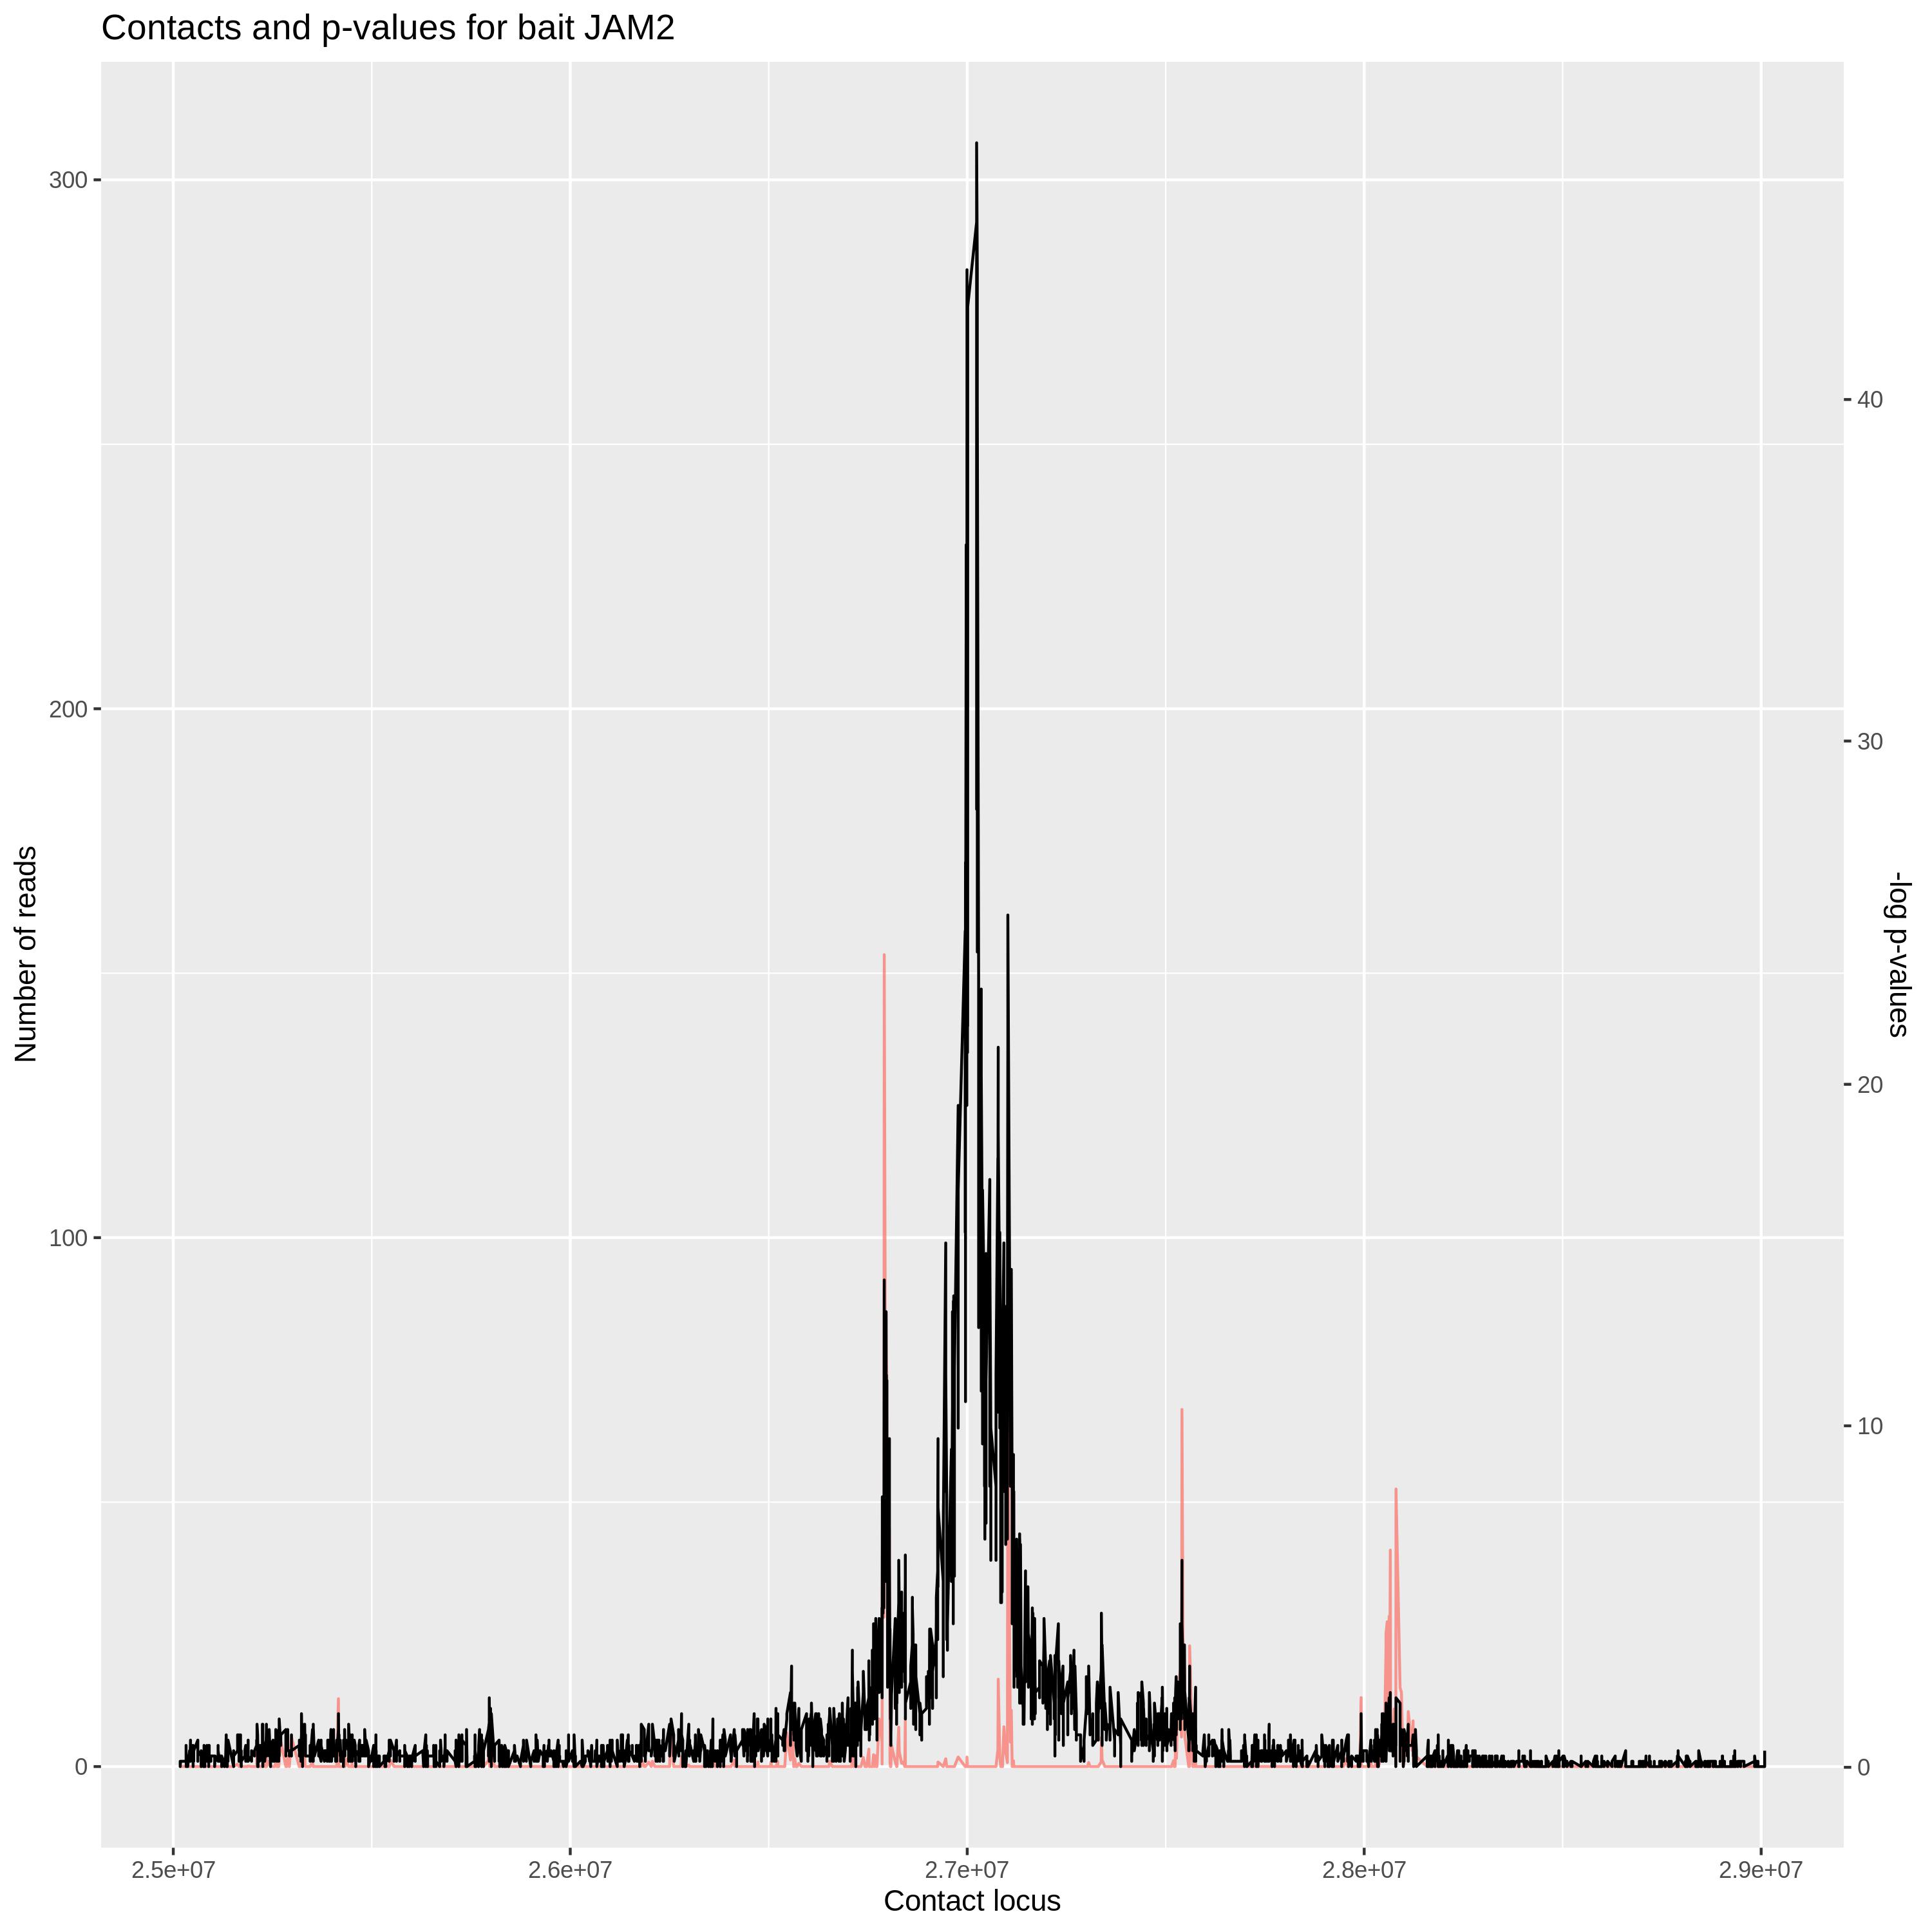 Contacts and p-values for bait JAM2
300
200
100
0
Number of reads
40
30
20
10
0
-log p-values
2.5e+07
2.6e+07
2.7e+07
2.8e+07
2.9e+07
Contact locus